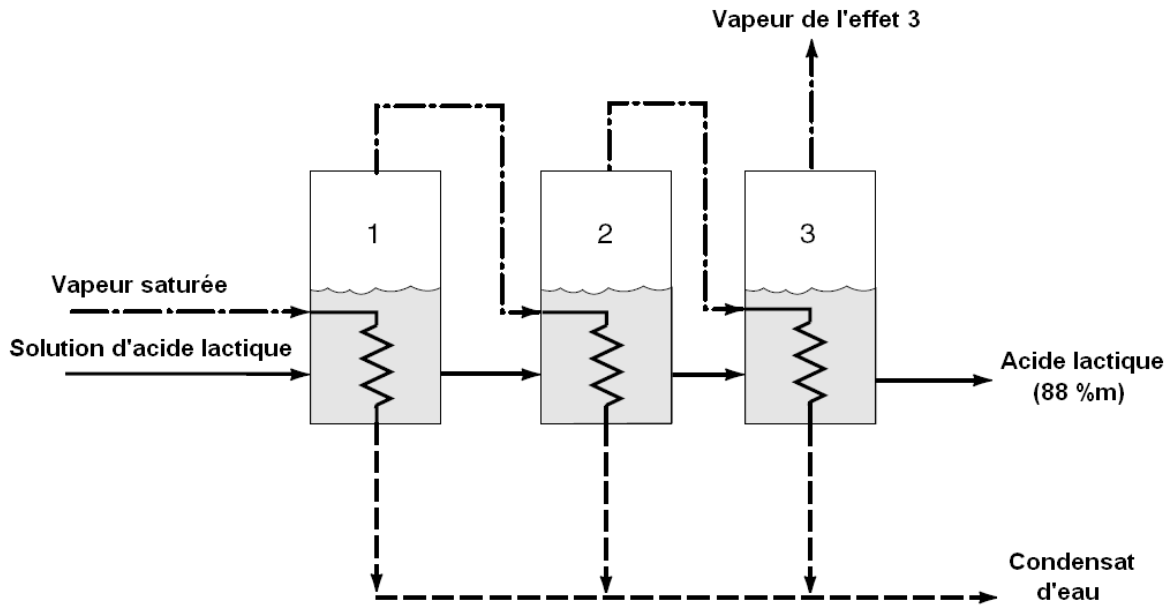 Vapeur de l'effet 3
1
2
3
Vapeur saturée
Solution d'acide lactique
Acide lactique
(88 %m)
Condensat
d'eau